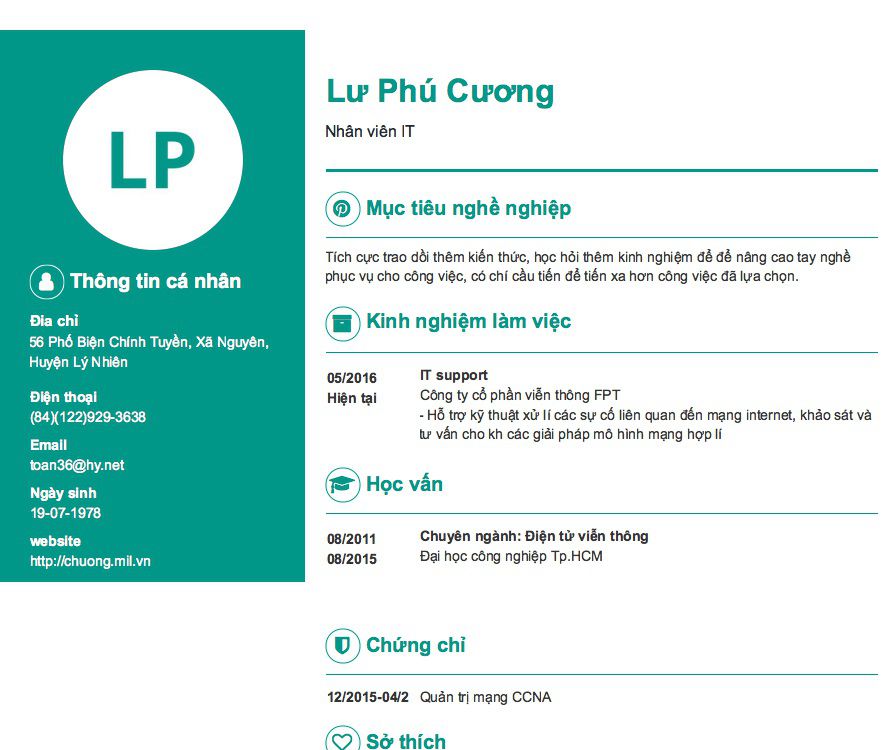 LP
Thông tin cá nhân
Địa chỉ
56 Phố Biện Chính Tuyền, Xã Nguyên,
Huyện Lý Nhiên
Điện thoại
(84)(122)929-3638
Email
toan36@hy.net
Ngày sinh
19-07-1978
website
http://chuong.mil.vn
Lư Phú Cương
Nhân viên IT
Mục tiêu nghề nghiệp
Tích cực trao dồi thêm kiến thức, học hỏi thêm kinh nghiệm để để nâng cao tay nghề
phục vụ cho công việc, có chí cầu tiến để tiến xa hơn công việc đã lựa chọn.
Kinh nghiệm làm việc
05/2016 IT support
Hiện tại Công ty cổ phần viễn thông FPT
- Hỗ trợ kỹ thuật xử lí các sự cố liên quan đến mạng internet, khảo sát và
tư vấn cho kh các giải pháp mô hình mạng hợp lí
Học vấn
08/2011 Chuyên ngành: Điện tử viễn thông
08/2015 Đại học công nghiệp Tp.HCM
Chứng chỉ
12/2015-04/2 Quản trị mạng CCNA
Sở thích